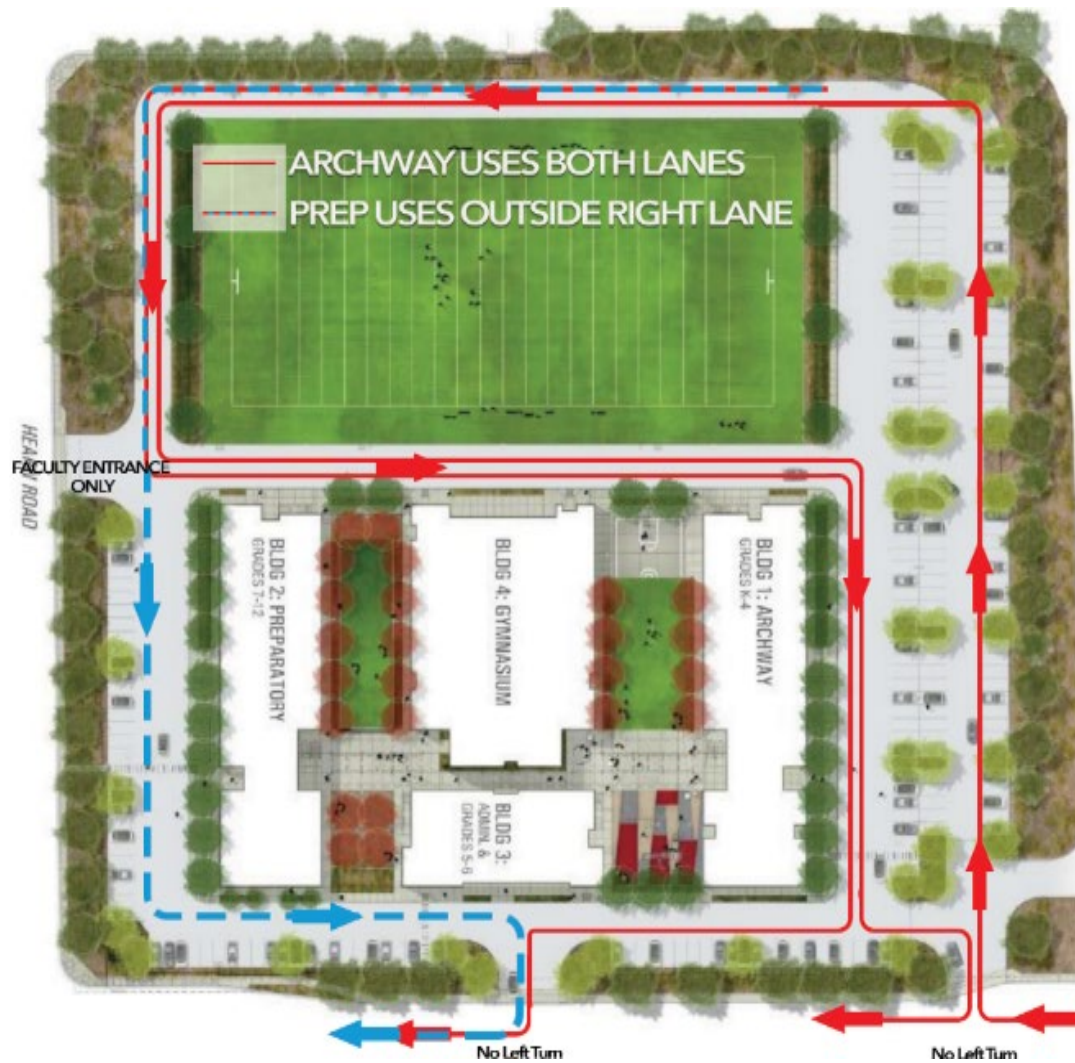 ARCHWAY USES BOTH LANES
PREP USES OUTSIDE RIGHT LANE
HEARN ROAD
FACULTY ENTRANCE
ONLY
BLDG 2: PREPARATORY
GRADES 7-12
BLDG 4: GYMNASIUM
BLDG 1: ARCHWAY
GRADES K-4
BLDG 3:
ADMIN. &
GRADES 5-6
No Left Turn
No Left Turn